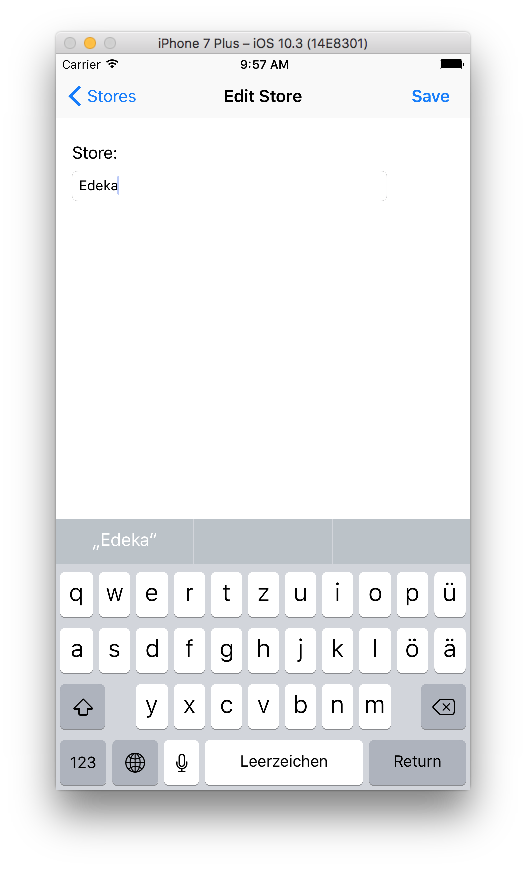 iPhone 7 Plus – iOS 10.3 (14E8301)
Carrier 9:57 AM
Stores Edit Store Save
Store:
Edeka
„Edeka“
q w e r t z u i o p ü
a s d f g h j k l ö ä
y x c v b n m
123 Leerzeichen Return